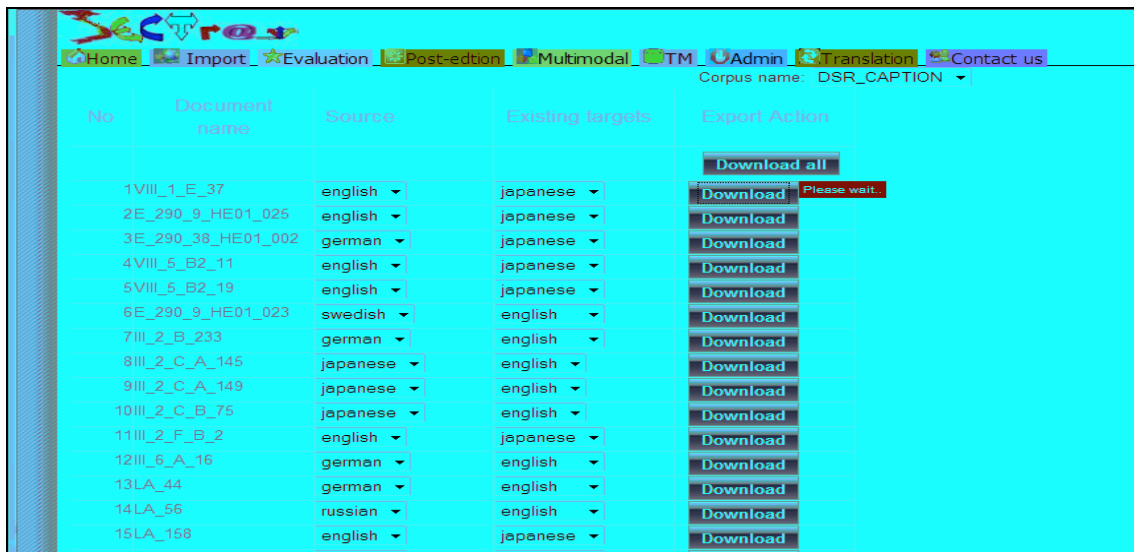 SeCTra_w
Home Import Evaluation Post-edtion Multimodal TM Admin Translation Contact us
Corpus name: DSR_CAPTION
No Document name Source Existing targets Export Action
Download all
1 VIII_1_E_37 english japanese Download Please wait..
2 E_290_9_HE01_025 english japanese Download
3 E_290_38_HE01_002 german japanese Download
4 VIII_5_B2_11 english japanese Download
5 VIII_5_B2_19 english japanese Download
6 E_290_9_HE01_023 swedish english Download
7 III_2_B_233 german english Download
8 III_2_C_A_145 japanese english Download
9 III_2_C_A_149 japanese english Download
10 III_2_C_B_75 japanese english Download
11 III_2_F_B_2 english japanese Download
12 III_6_A_16 german english Download
13 LA_44 german english Download
14 LA_56 russian english Download
15 LA_158 english japanese Download